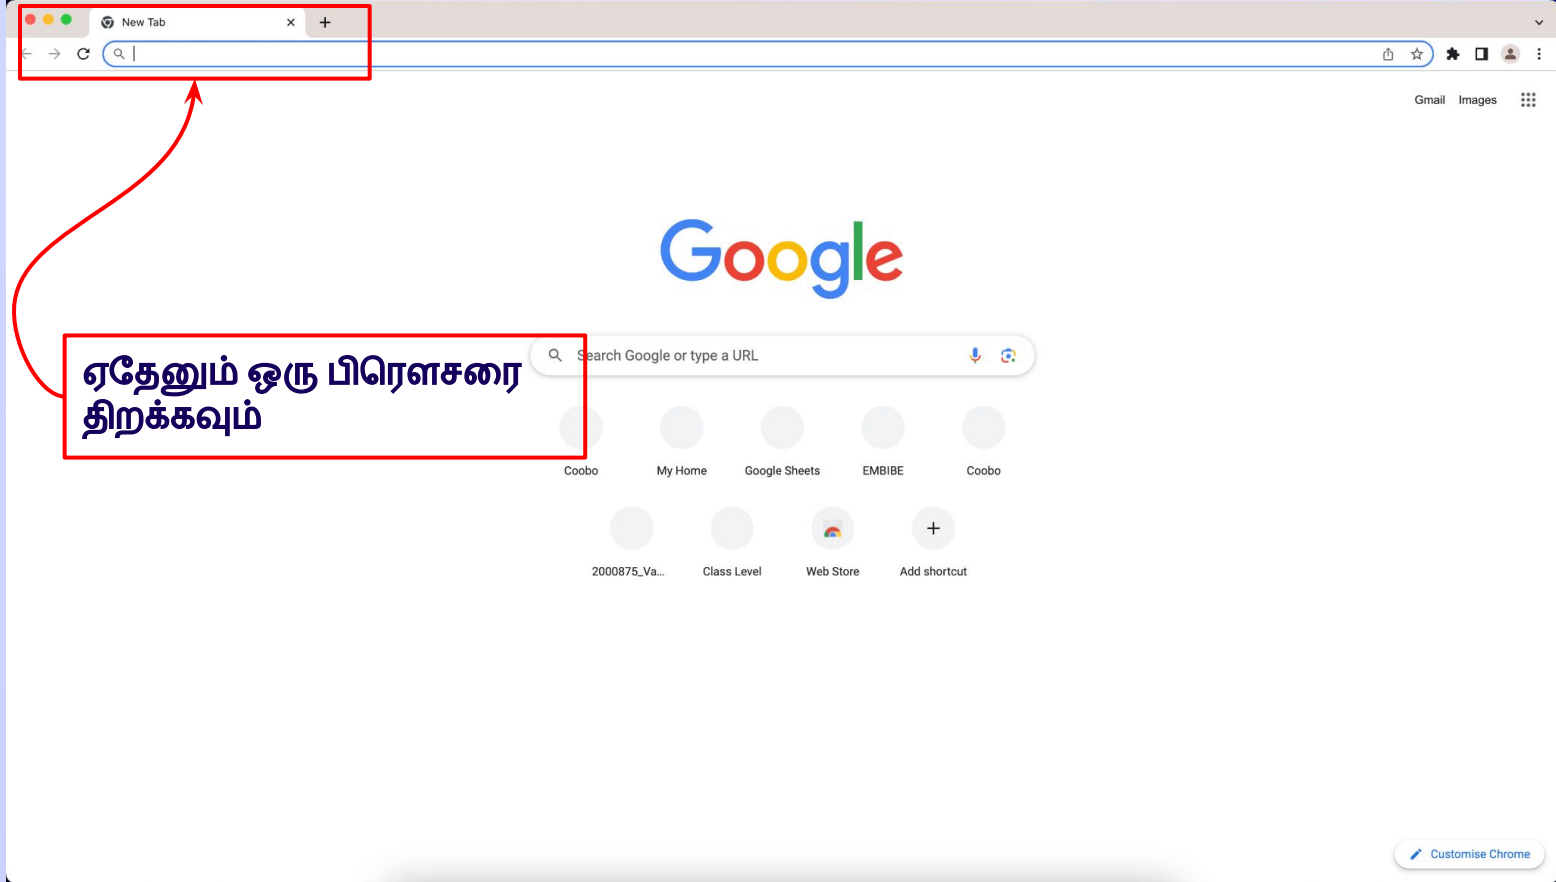 New Tab
Gmail Images
Google
Search Google or type a URL
ஏதேனும் ஒரு பிரௌசரை
திறக்கவும்
Coobo My Home Google Sheets EMBIBE Coobo
2000875_Va... Class Level Web Store Add shortcut
Customise Chrome